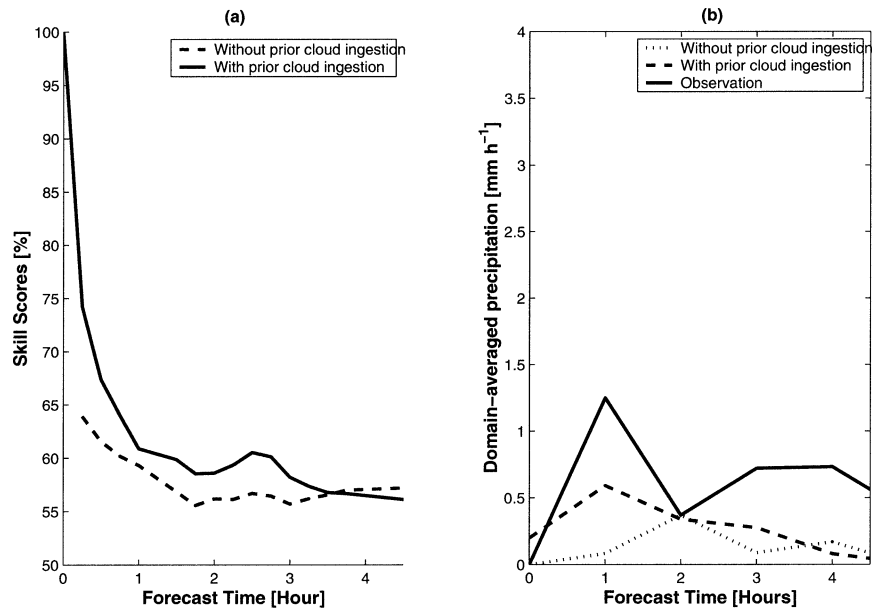 (a)
100
95
90
85
80
75
70
65
60
55
50
0
1
2
3
4
Skill Scores [%]
Forecast Time [Hour]
Without prior cloud ingestion
With prior cloud ingestion
(b)
4
3.5
3
2.5
2
1.5
1
0.5
0
0
1
2
3
4
Domain−averaged precipitation [mm h⁻¹]
Forecast Time [Hours]
Without prior cloud ingestion
With prior cloud ingestion
Observation